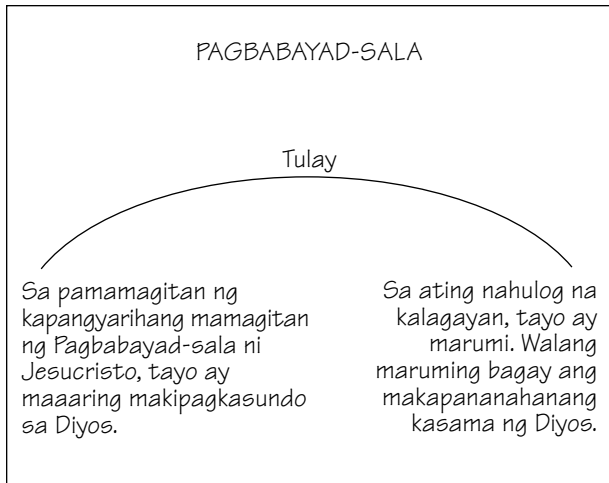 PAGBABAYAD-SALA
Tulay
Sa pamamagitan ng
kapangyarihang mamagitan
ng Pagbabayad-sala ni
Jesucristo, tayo ay
maaaring makipagkasundo
sa Diyos.
Sa ating nahulog na
kalagayan, tayo ay
marumi. Walang
maruming bagay ang
makapananahanang
kasama ng Diyos.